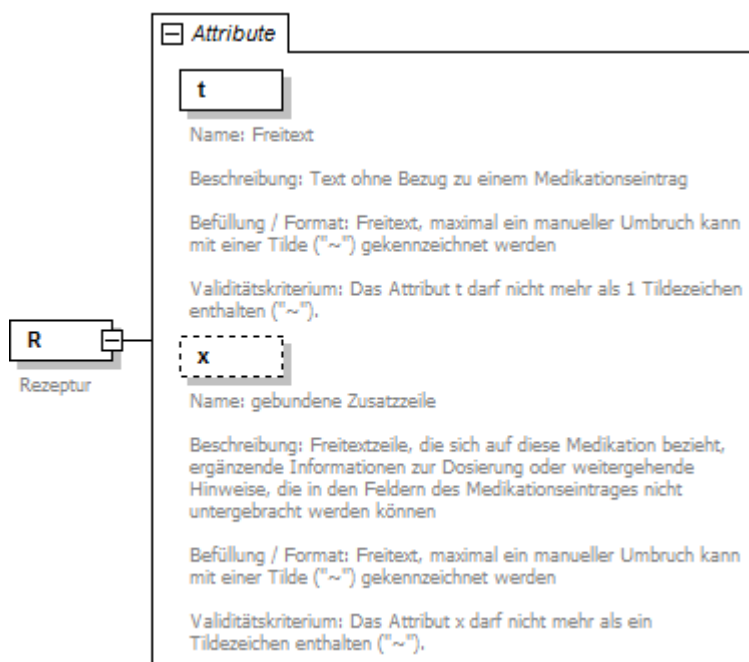 Attribute
t
Name: Freitext
Beschreibung: Text ohne Bezug zu einem Medikationseintrag
Befüllung / Format: Freitext, maximal ein manueller Umbruch kann
mit einer Tilde ("~") gekennzeichnet werden
Validitätskriterium: Das Attribut t darf nicht mehr als 1 Tildezeichen
enthalten ("~").
R
Rezeptur
x
Name: gebundene Zusatzzeile
Beschreibung: Freitextzeile, die sich auf diese Medikation bezieht,
ergänzende Informationen zur Dosierung oder weitergehende
Hinweise, die in den Feldern des Medikationseintrages nicht
untergebracht werden können
Befüllung / Format: Freitext, maximal ein manueller Umbruch kann
mit einer Tilde ("~") gekennzeichnet werden
Validitätskriterium: Das Attribut x darf nicht mehr als ein
Tildezeichen enthalten ("~").